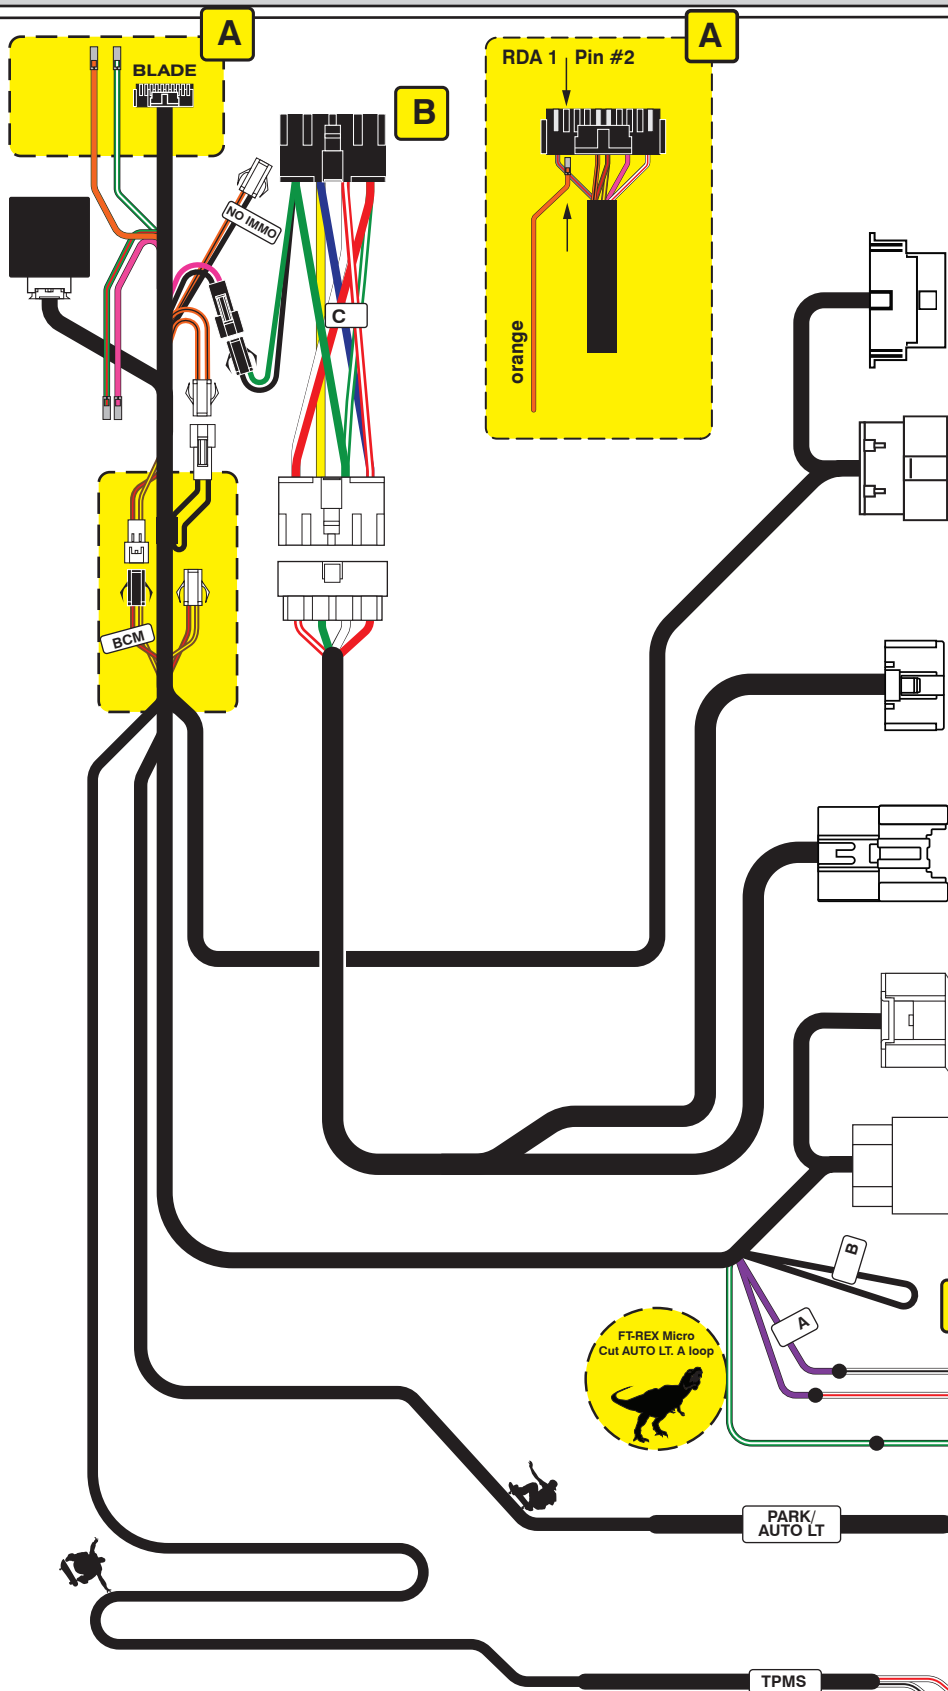 A
A
BLADE
RDA 1 Pin #2
B
NO IMMO
C
orange
BCM
B
A
FT-REX Micro
Cut AUTO LT. A loop
PARK/
AUTO LT
TPMS